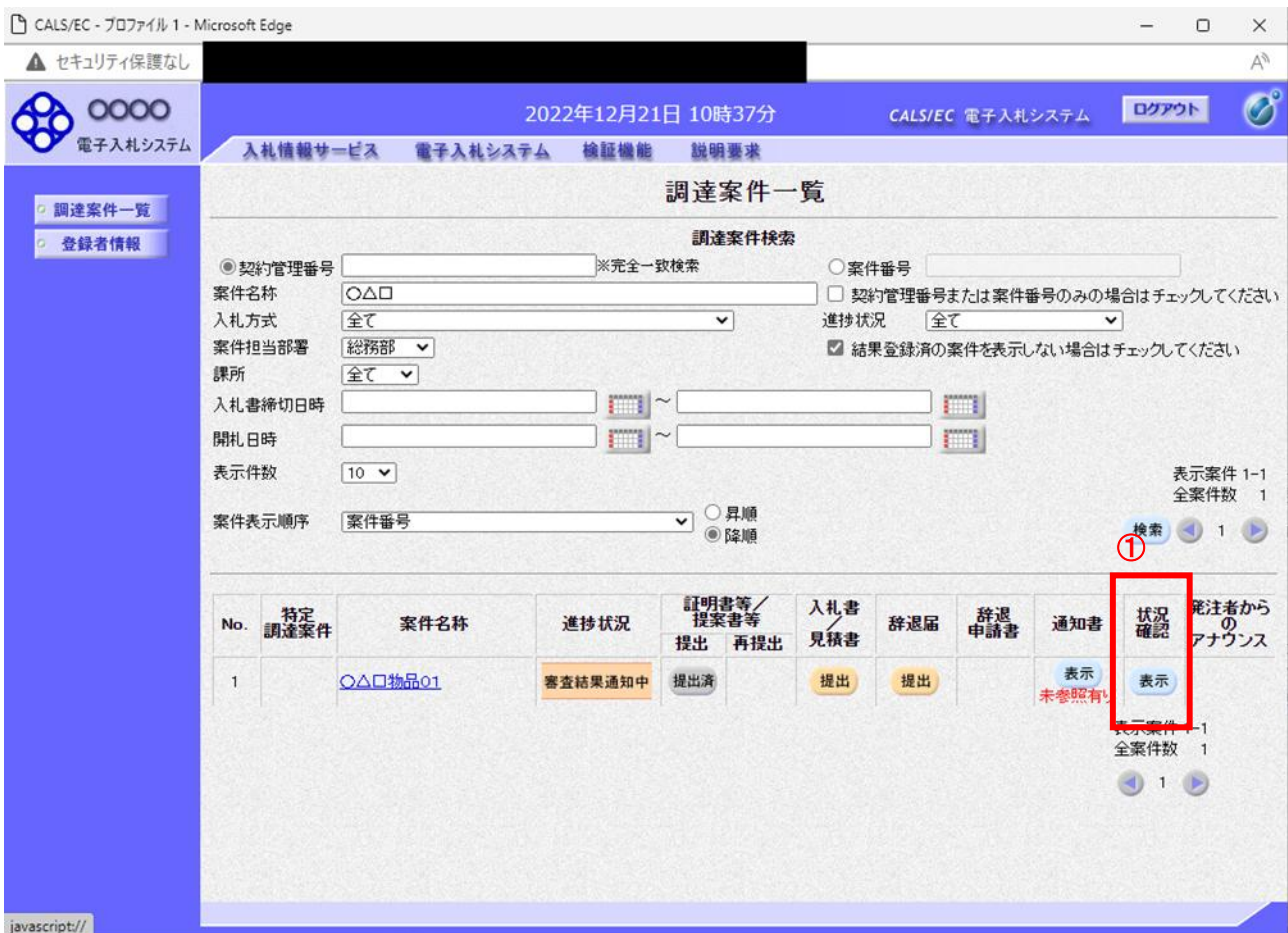 CALS/EC - プロファイル 1 - Microsoft Edge
セキュリティ保護なし
〇〇〇〇
電子入札システム
2022年12月21日 10時37分
CALS/EC 電子入札システム
ログアウト
入札情報サービス 電子入札システム 検証機能 説明要求
調達案件一覧
登録者情報
調達案件一覧
調達案件検索
契約管理番号 ※完全一致検索 案件番号
案件名称 〇△□ 契約管理番号または案件番号のみの場合はチェックしてください
入札方式 全て 進捗状況 全て
案件担当部署 総務部 結果登録済の案件を表示しない場合はチェックしてください
課所 全て
入札書締切日時 ~
開札日時 ~
表示件数 10
表示案件 1-1
全案件数 1
案件表示順序 案件番号 昇順
降順
検索 1
①
No. 特定調達案件 案件名称 進捗状況 証明書等/提案書等 提出 再提出 入札書/見積書 辞退届 辞退申請書 通知書 状況確認 発注者からのアナウンス
1 〇△□物品01 審査結果通知中 提出済 提出 提出 表示 未参照有り 表示
表示案件 1-1
全案件数 1
1
javascript://